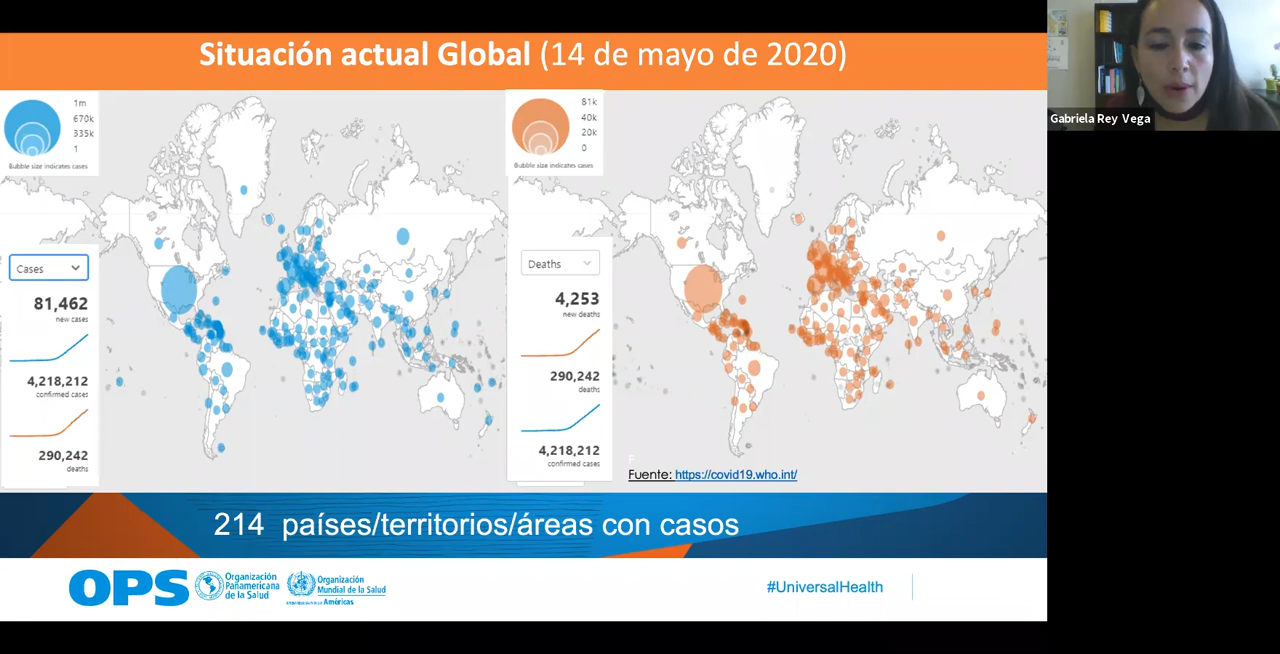 Situación actual Global (14 de mayo de 2020)
1m
670k
335k
1
Bubble size indicates cases
Cases
81,462
new cases
4,218,212
confirmed cases
290,242
deaths
81k
40k
20k
0
Bubble size indicates cases
Deaths
4,253
new deaths
290,242
deaths
4,218,212
confirmed cases
F
Fuente: https://covid19.who.int/
Gabriela Rey Vega
214 países/territorios/áreas con casos
OPS
Organización
Panamericana
de la Salud
Organización
Mundial de la Salud
Américas
#UniversalHealth